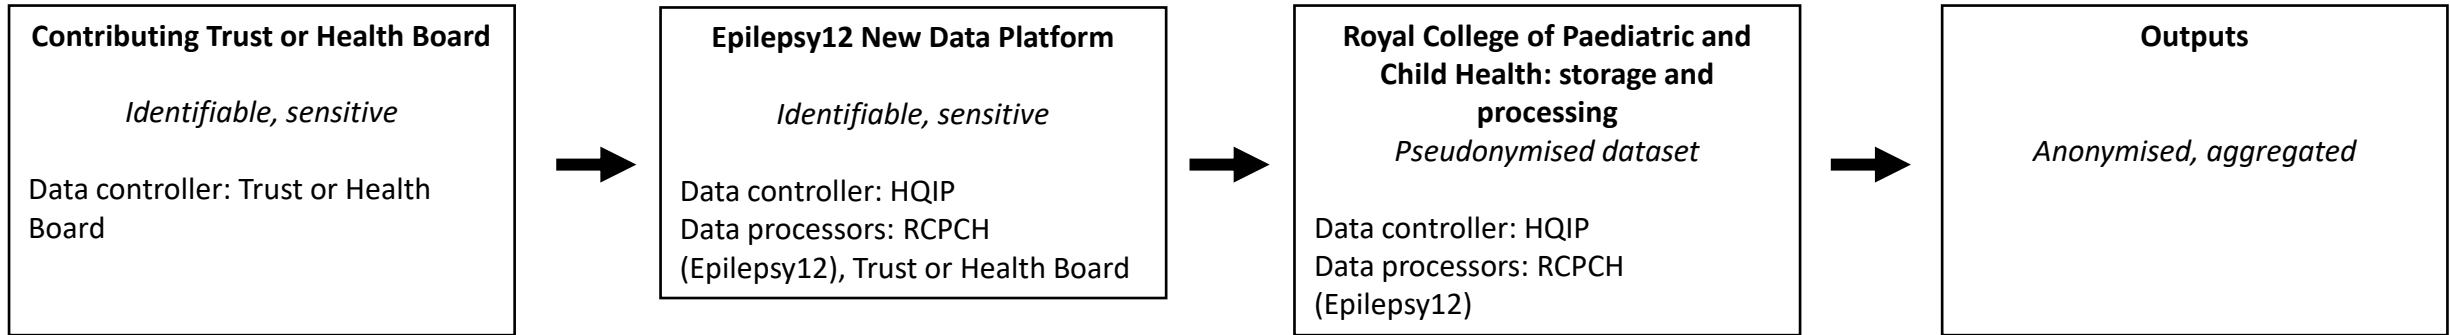 Contributing Trust or Health Board
Identifiable, sensitive
Data controller: Trust or Health
Board
Epilepsy12 New Data Platform
Identifiable, sensitive
Data controller: HQIP
Data processors: RCPCH
(Epilepsy12), Trust or Health Board
Royal College of Paediatric and
Child Health: storage and
processing
Pseudonymised dataset
Data controller: HQIP
Data processors: RCPCH
(Epilepsy12)
Outputs
Anonymised, aggregated